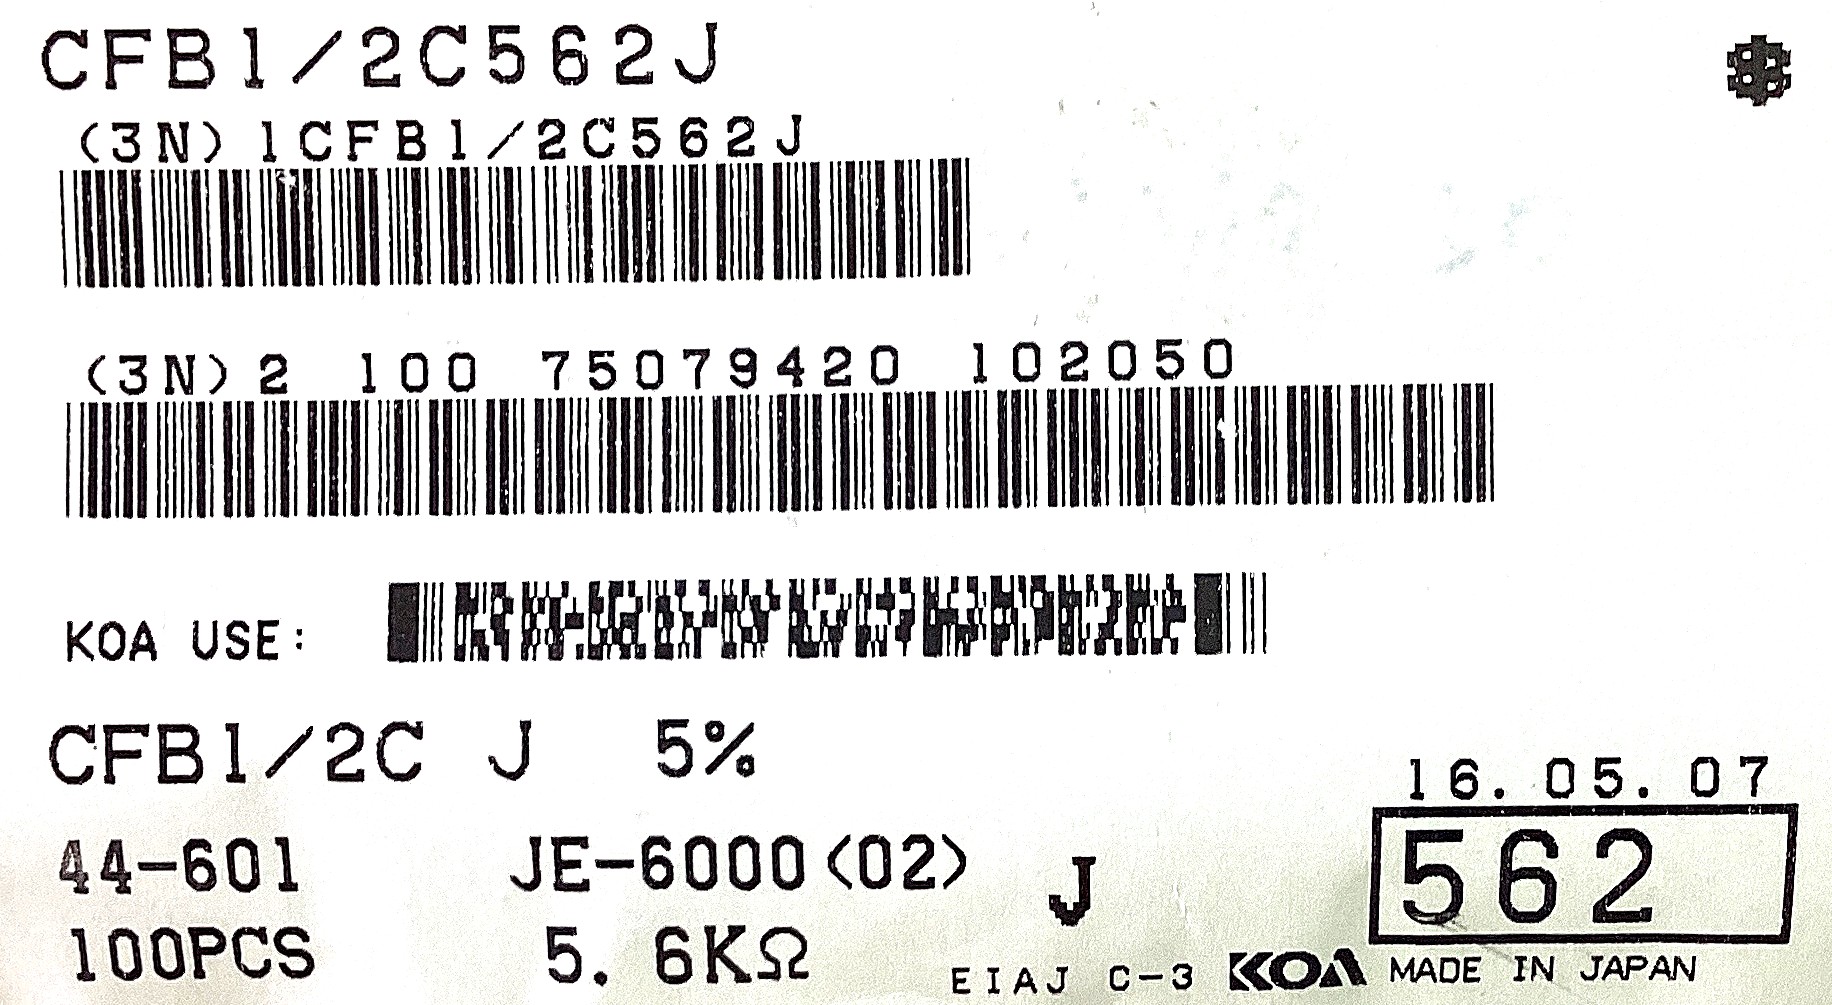 CFB1/2C562J
(3N)1CFB1/2C562J
(3N)2 100 75079420 102050
KOA USE:
CFB1/2C J 5%
16.05.07
44-601 JE-6000(02) J 562
100PCS 5.6KΩ EIAJ C-3 KOA MADE IN JAPAN